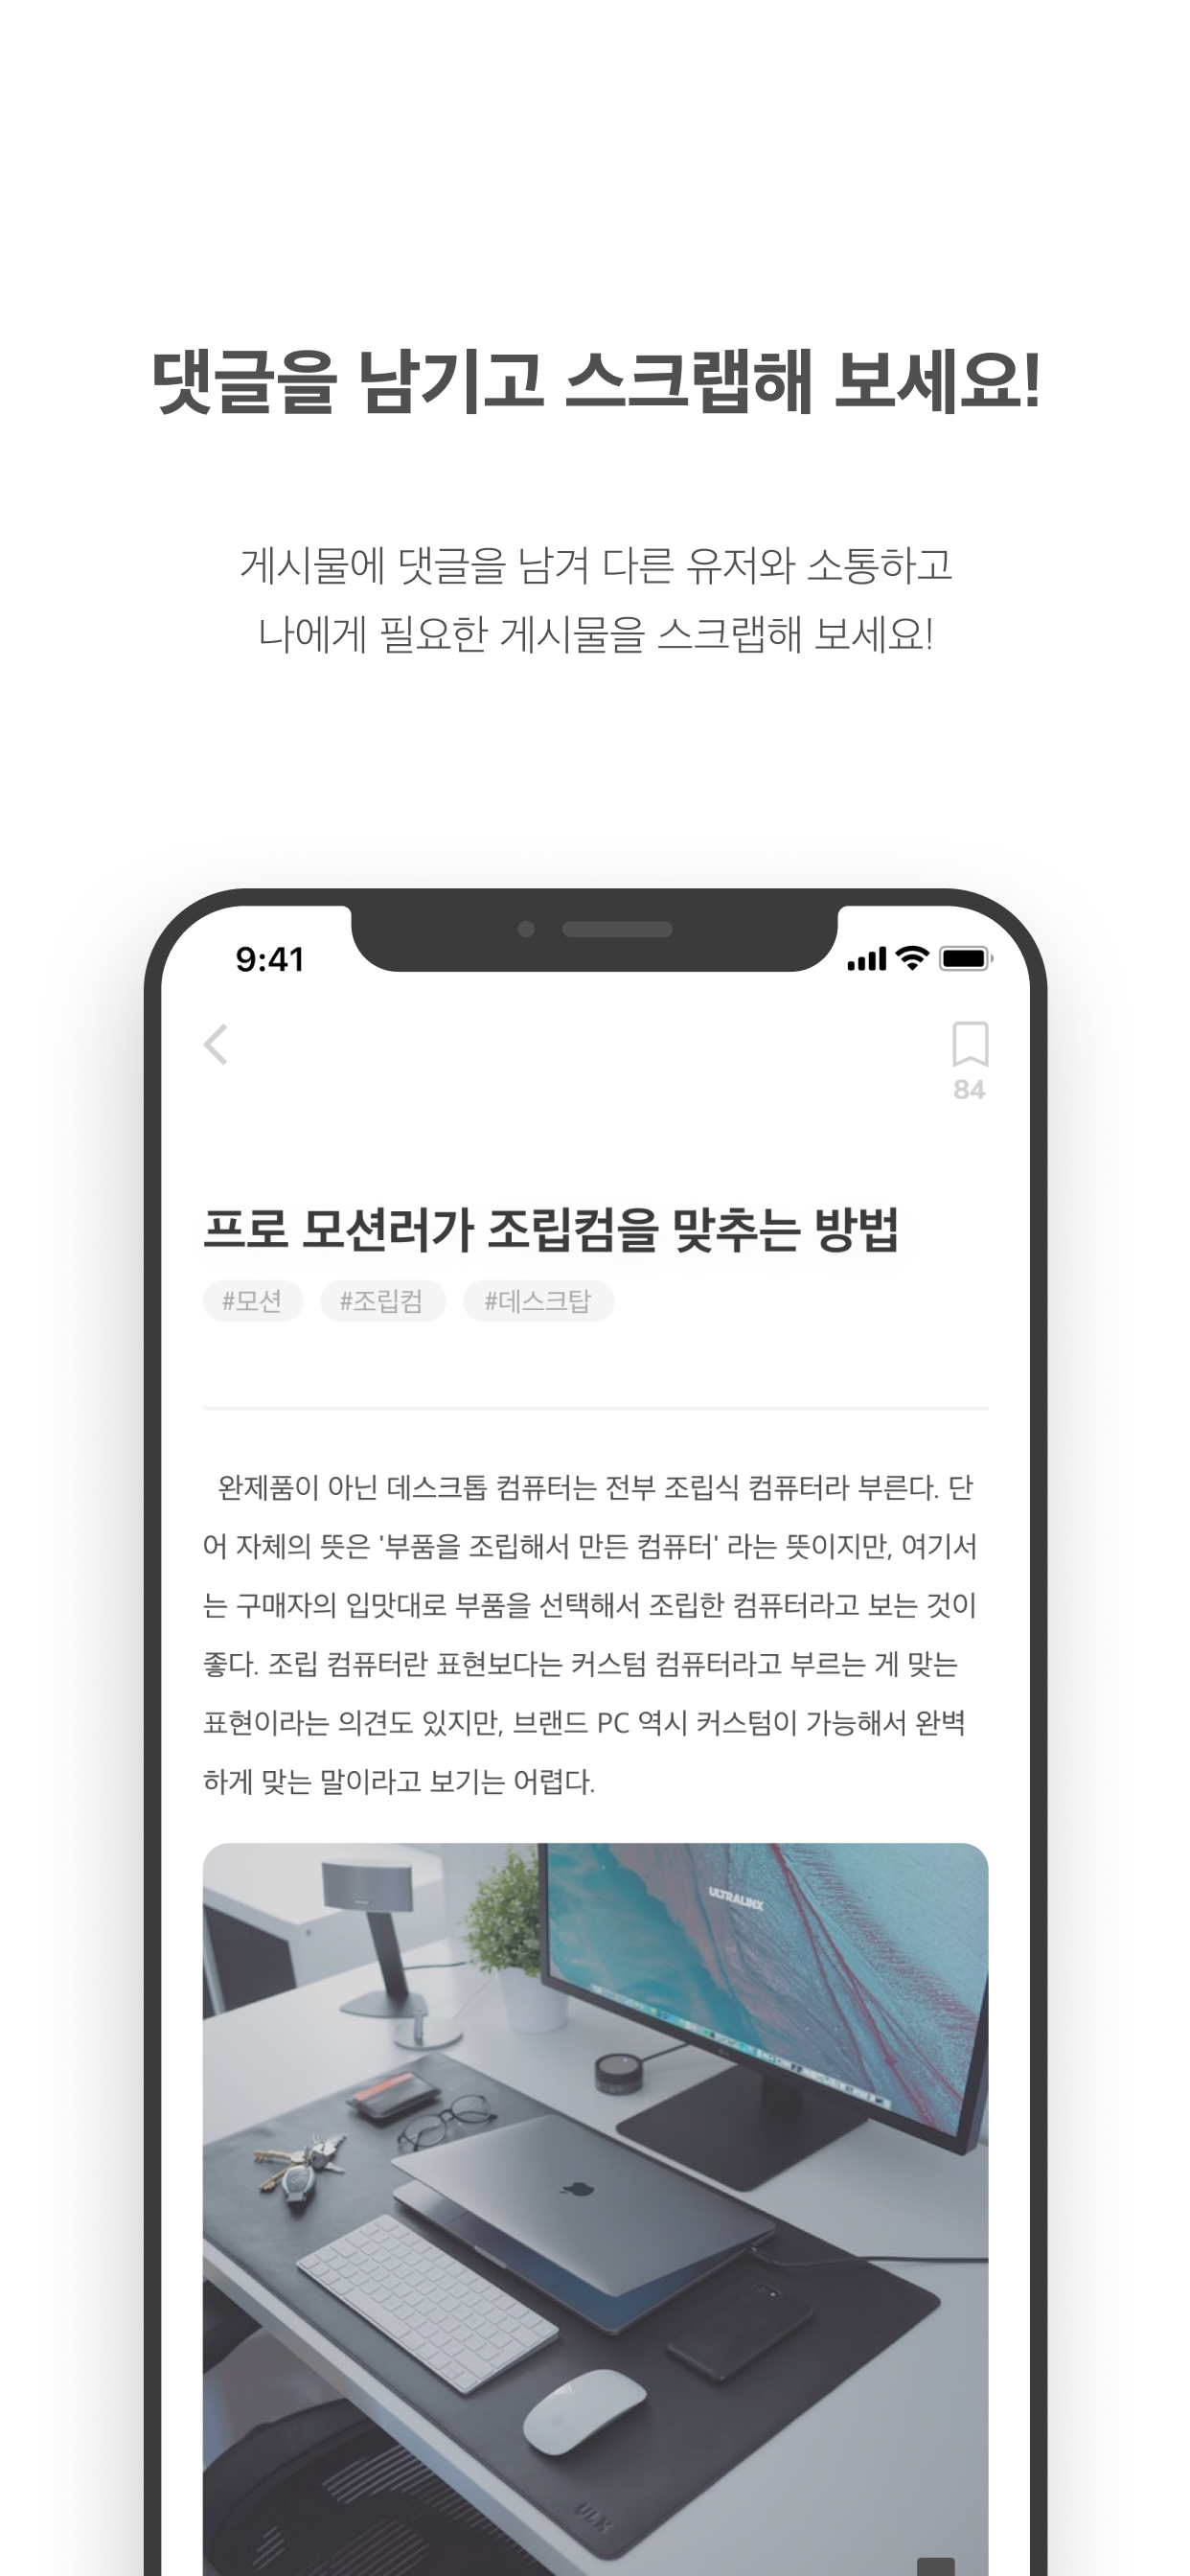 댓글을 남기고 스크랩해 보세요!
게시물에 댓글을 남겨 다른 유저와 소통하고
나에게 필요한 게시물을 스크랩해 보세요!
9:41
84
프로 모션러가 조립컴을 맞추는 방법
#모션 #조립컴 #데스크탑
완제품이 아닌 데스크톱 컴퓨터는 전부 조립식 컴퓨터라 부른다. 단
어 자체의 뜻은 '부품을 조립해서 만든 컴퓨터' 라는 뜻이지만, 여기서
는 구매자의 입맛대로 부품을 선택해서 조립한 컴퓨터라고 보는 것이
좋다. 조립 컴퓨터란 표현보다는 커스텀 컴퓨터라고 부르는 게 맞는
표현이라는 의견도 있지만, 브랜드 PC 역시 커스텀이 가능해서 완벽
하게 맞는 말이라고 보기는 어렵다.
ULTRALINX